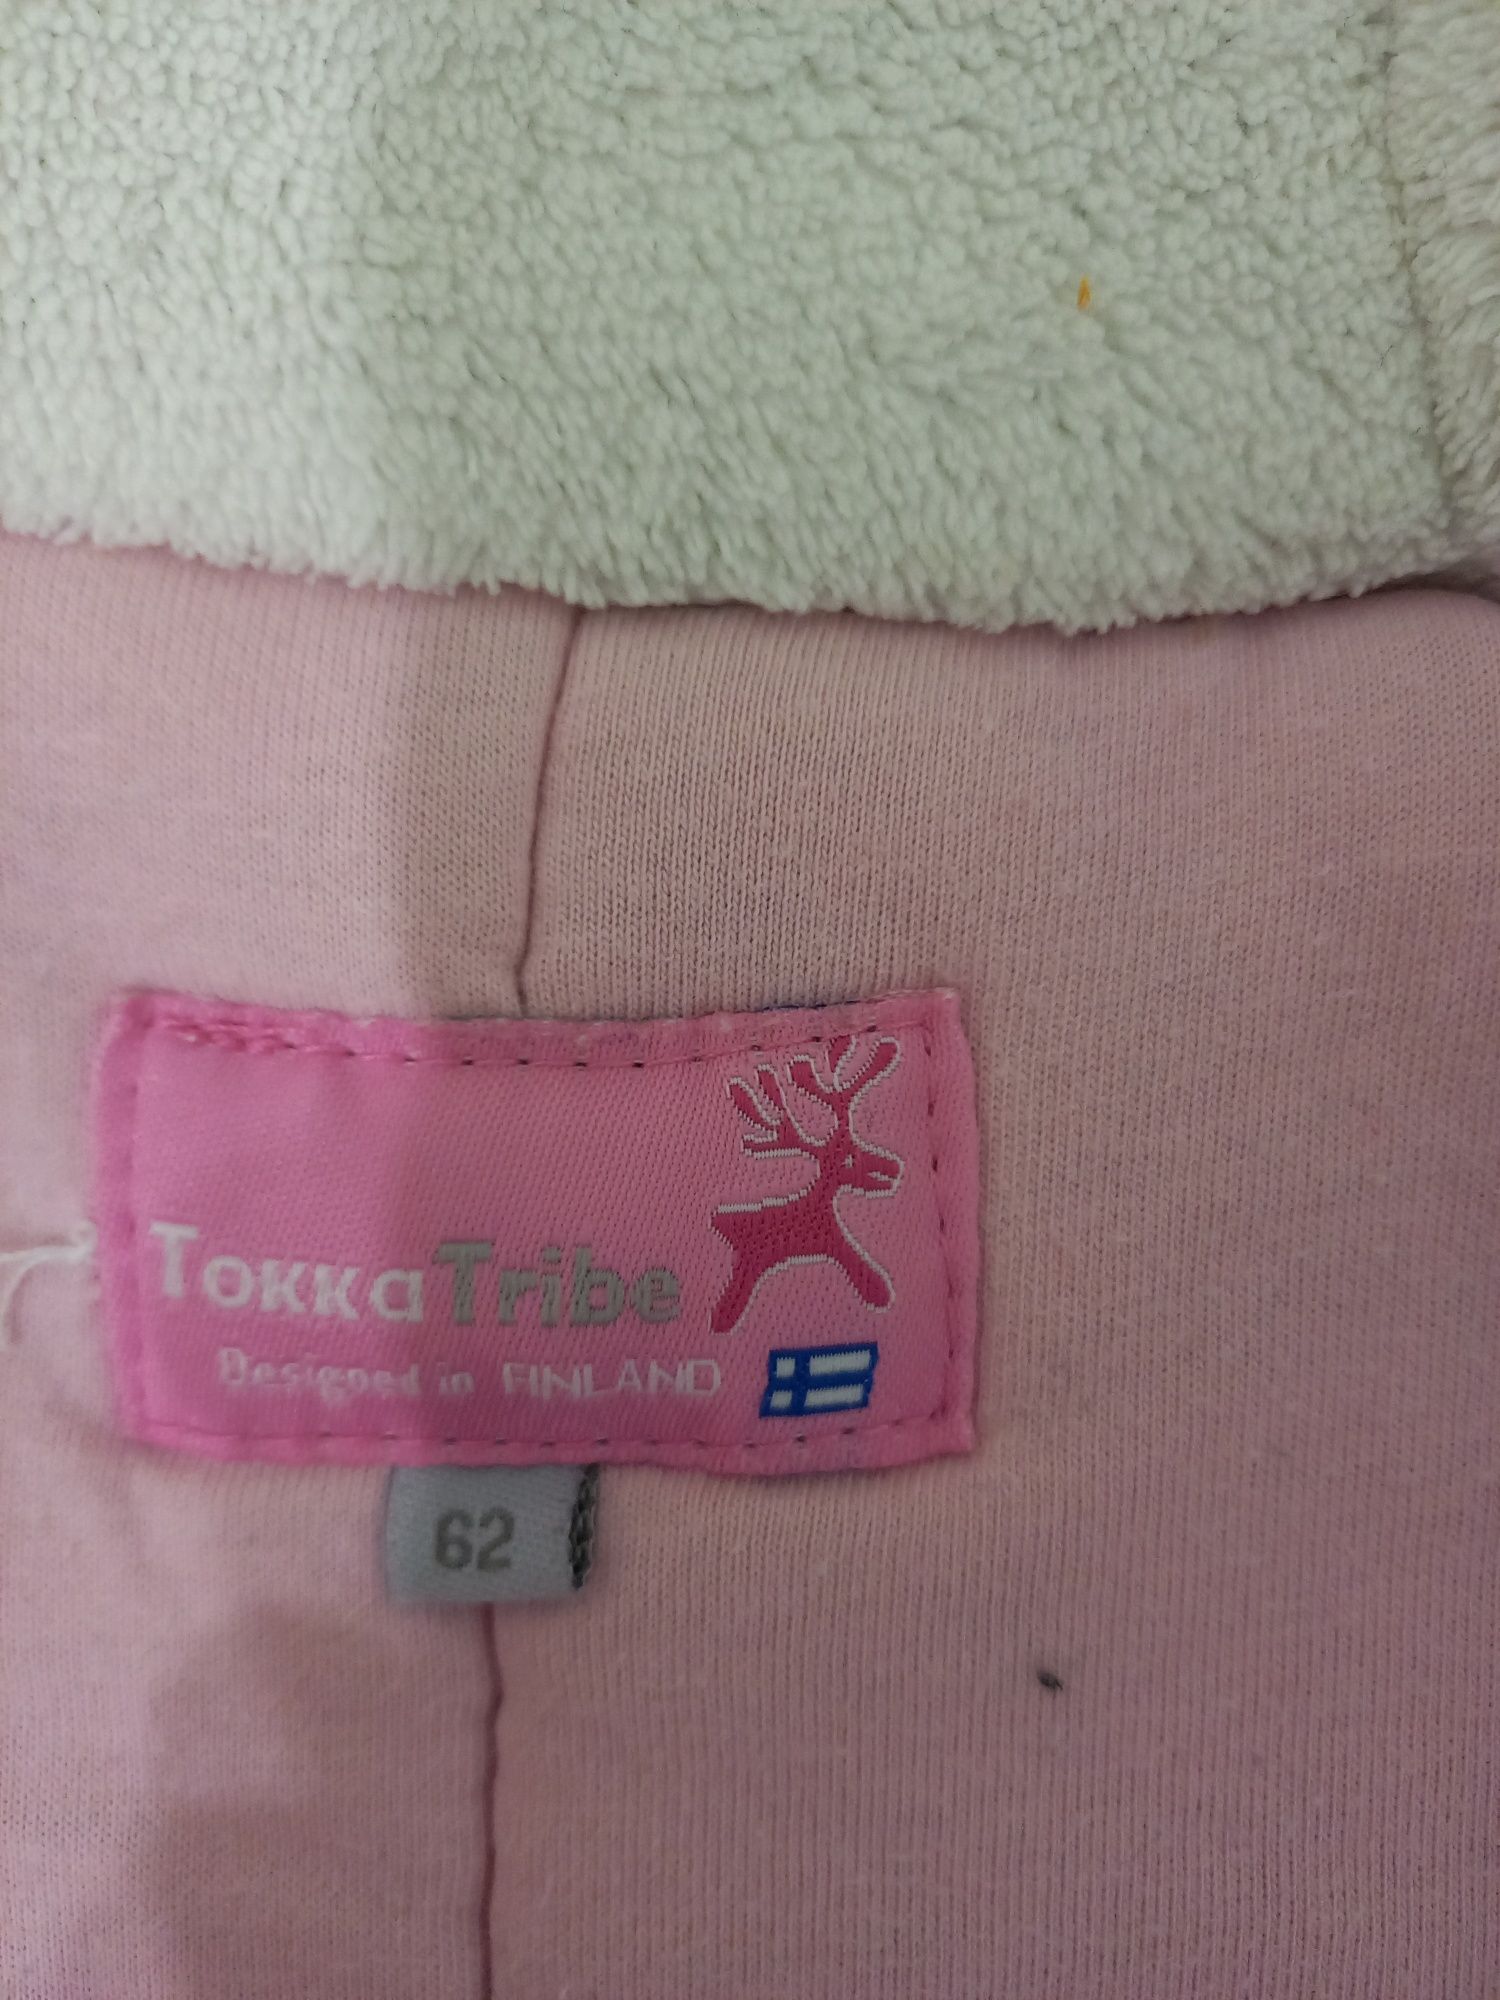 TokkaTribe
Designed in FINLAND
62